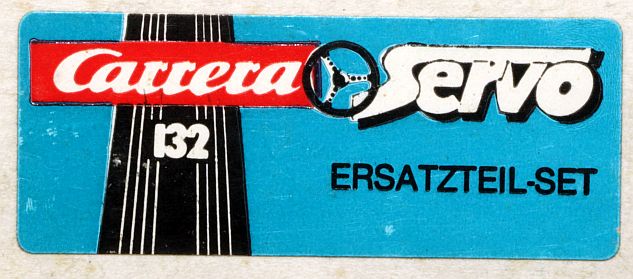 Carrera Servo
132
ERSATZTEIL-SET